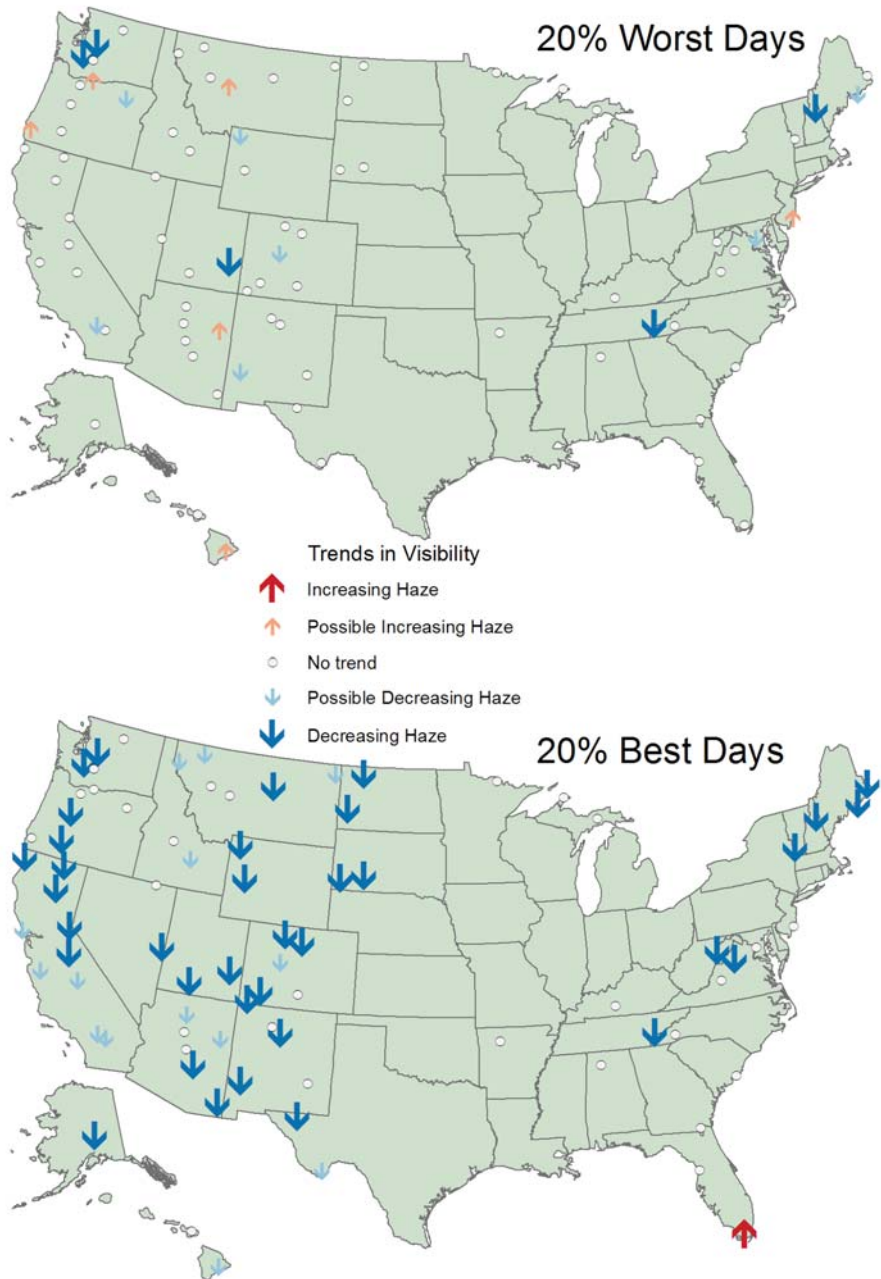 20% Worst Days
Trends in Visibility
Increasing Haze
Possible Increasing Haze
No trend
Possible Decreasing Haze
Decreasing Haze
20% Best Days